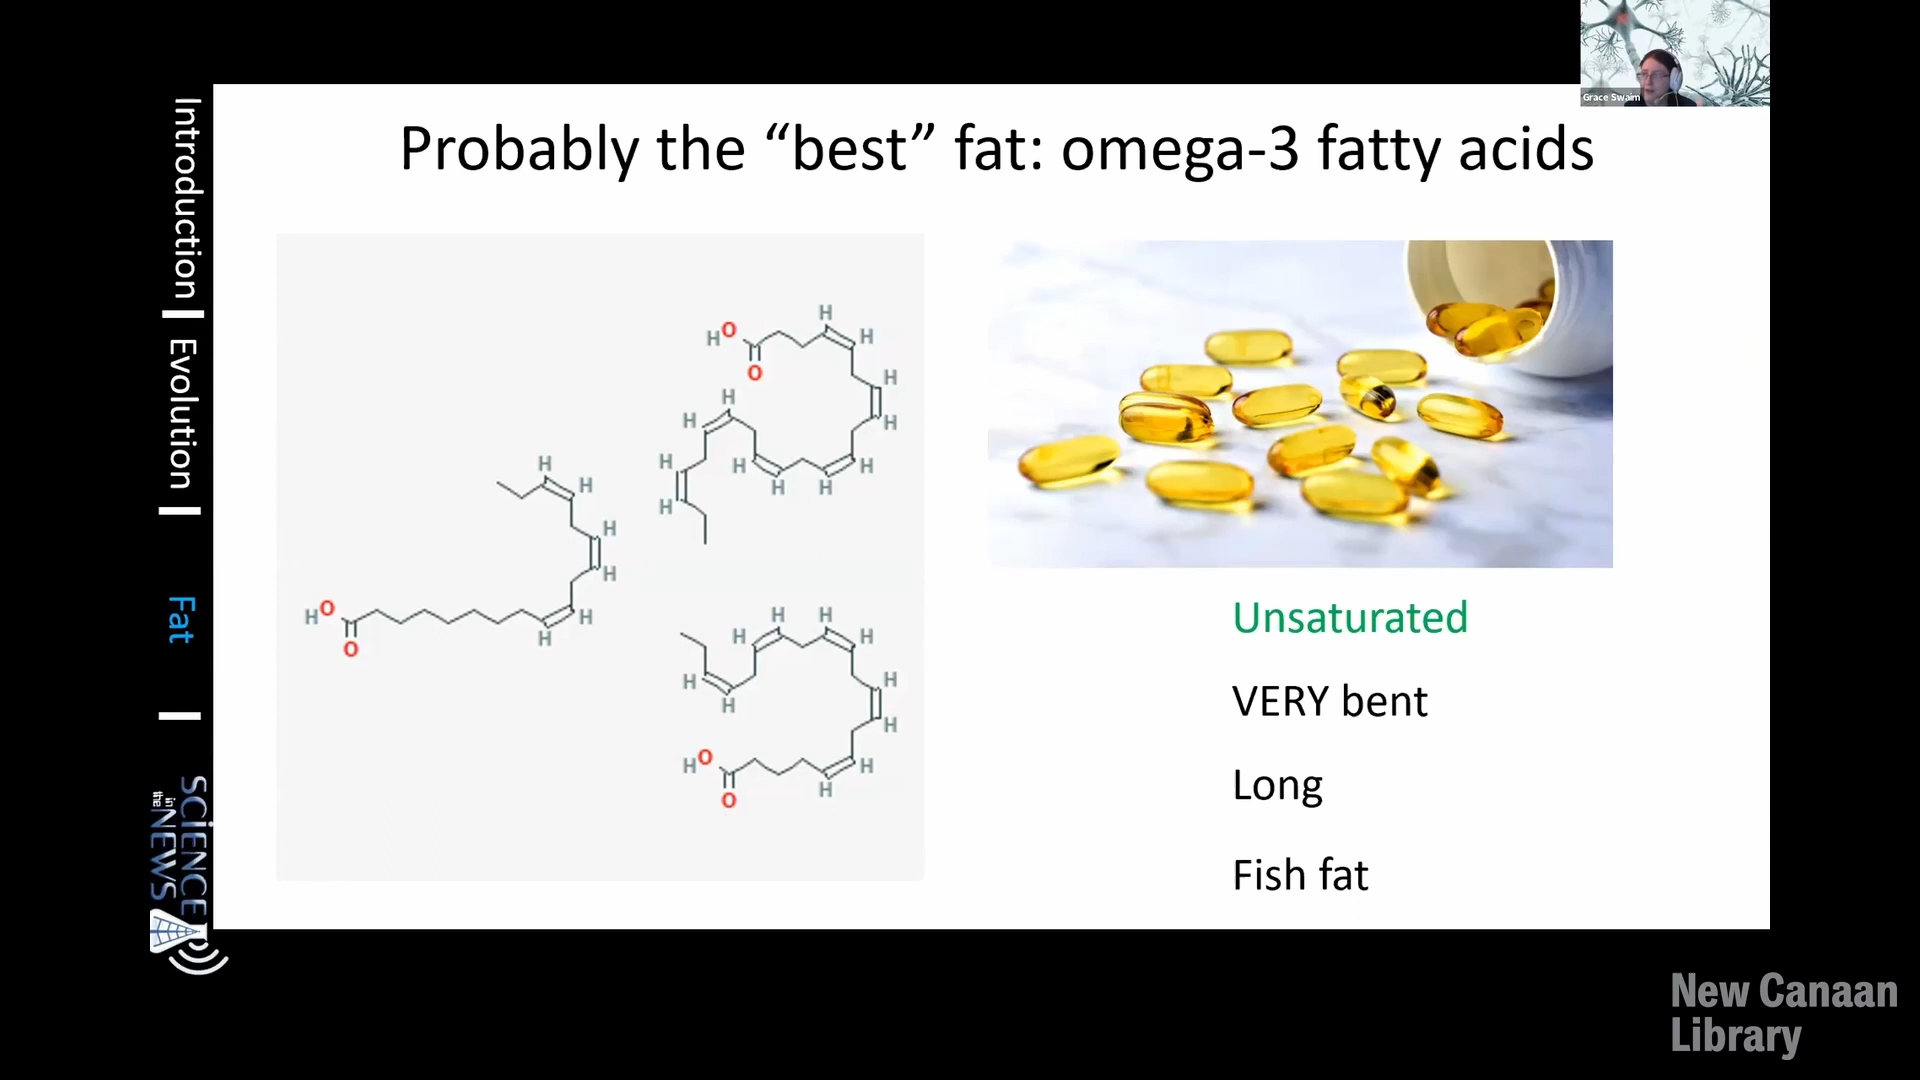 Grace Swaim
Introduction
Evolution
Fat
SCIENCE
in
the
NEWS
Probably the “best” fat: omega-3 fatty acids
H O
O
H
H
H
H
H
H
H
H
H
H
H
H
H O
O
H
H
H
H
H
H
H O
O
H
H
H
H
H
H
H
H
H
H
H O
O
Unsaturated
VERY bent
Long
Fish fat
New Canaan
Library